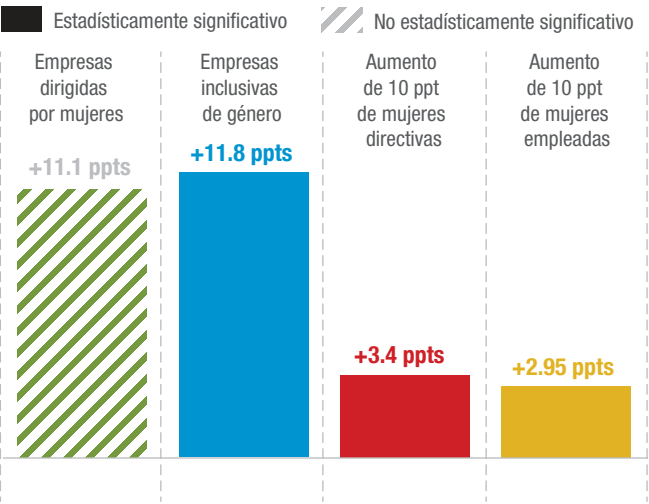 Estadísticamente significativo
No estadísticamente significativo
Empresas
dirigidas
por mujeres
+11.1 ppts
Empresas
inclusivas
de género
+11.8 ppts
Aumento
de 10 ppt
de mujeres
directivas
+3.4 ppts
Aumento
de 10 ppt
de mujeres
empleadas
+2.95 ppts